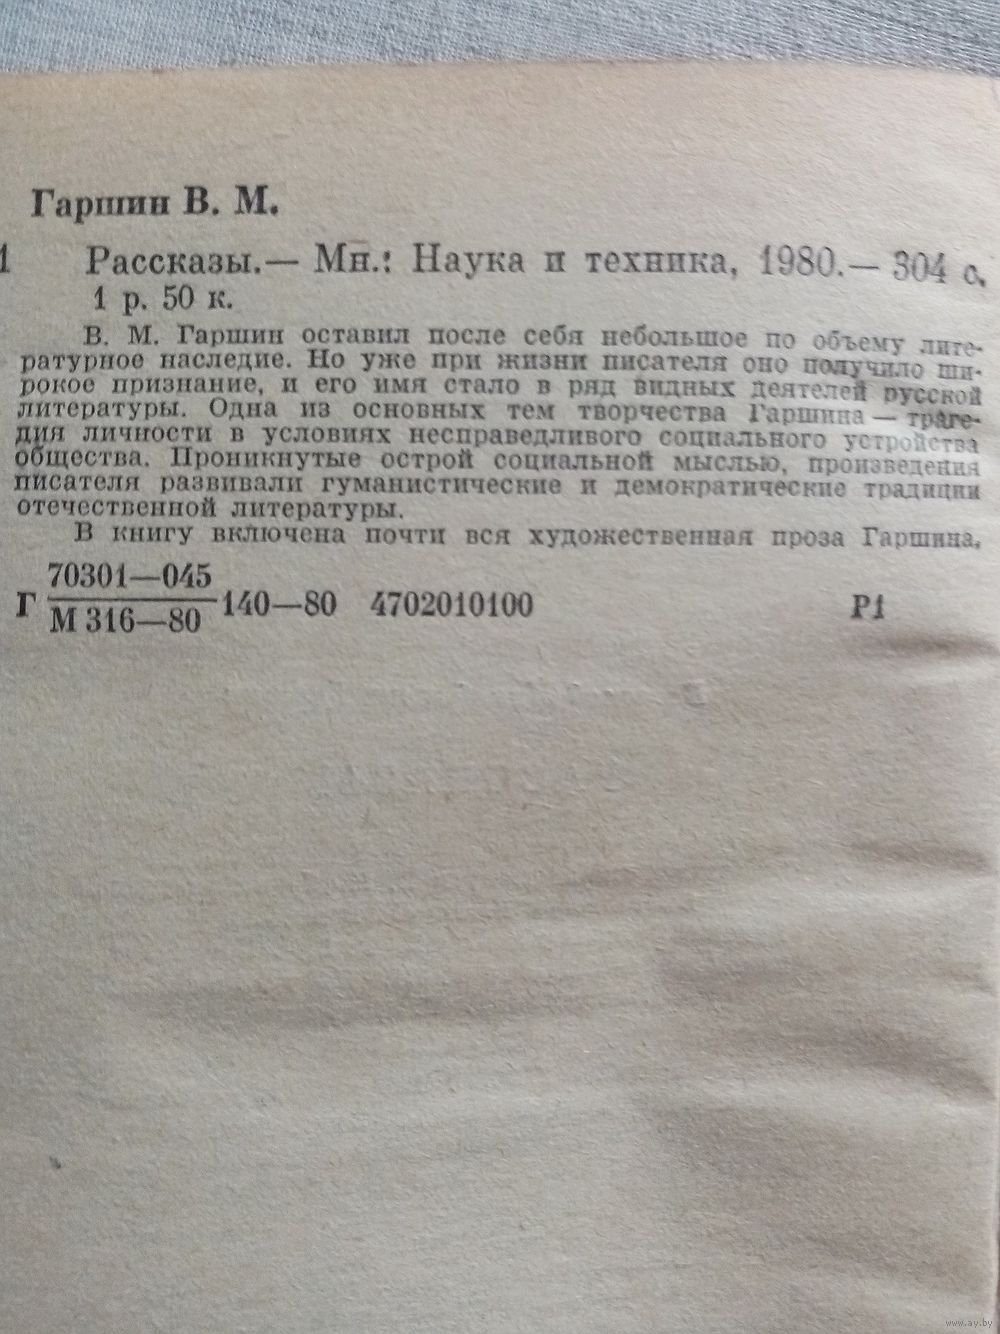 Гаршин В. М.
1 Рассказы.— Мн.: Наука и техника, 1980.— 304 с.
1 р. 50 к.
В. М. Гаршин оставил после себя небольшое по объему лите-
ратурное наследие. Но уже при жизни писателя оно получило ши-
рокое признание, и его имя стало в ряд видных деятелей русской
литературы. Одна из основных тем творчества Гаршина — траге-
дия личности в условиях несправедливого социального устройства
общества. Проникнутые острой социальной мыслью, произведения
писателя развивали гуманистические и демократические традиции
отечественной литературы.
В книгу включена почти вся художественная проза Гаршина.
70301—045
Г 140—80 4702010100 Р1
М 316—80
www.ay.by